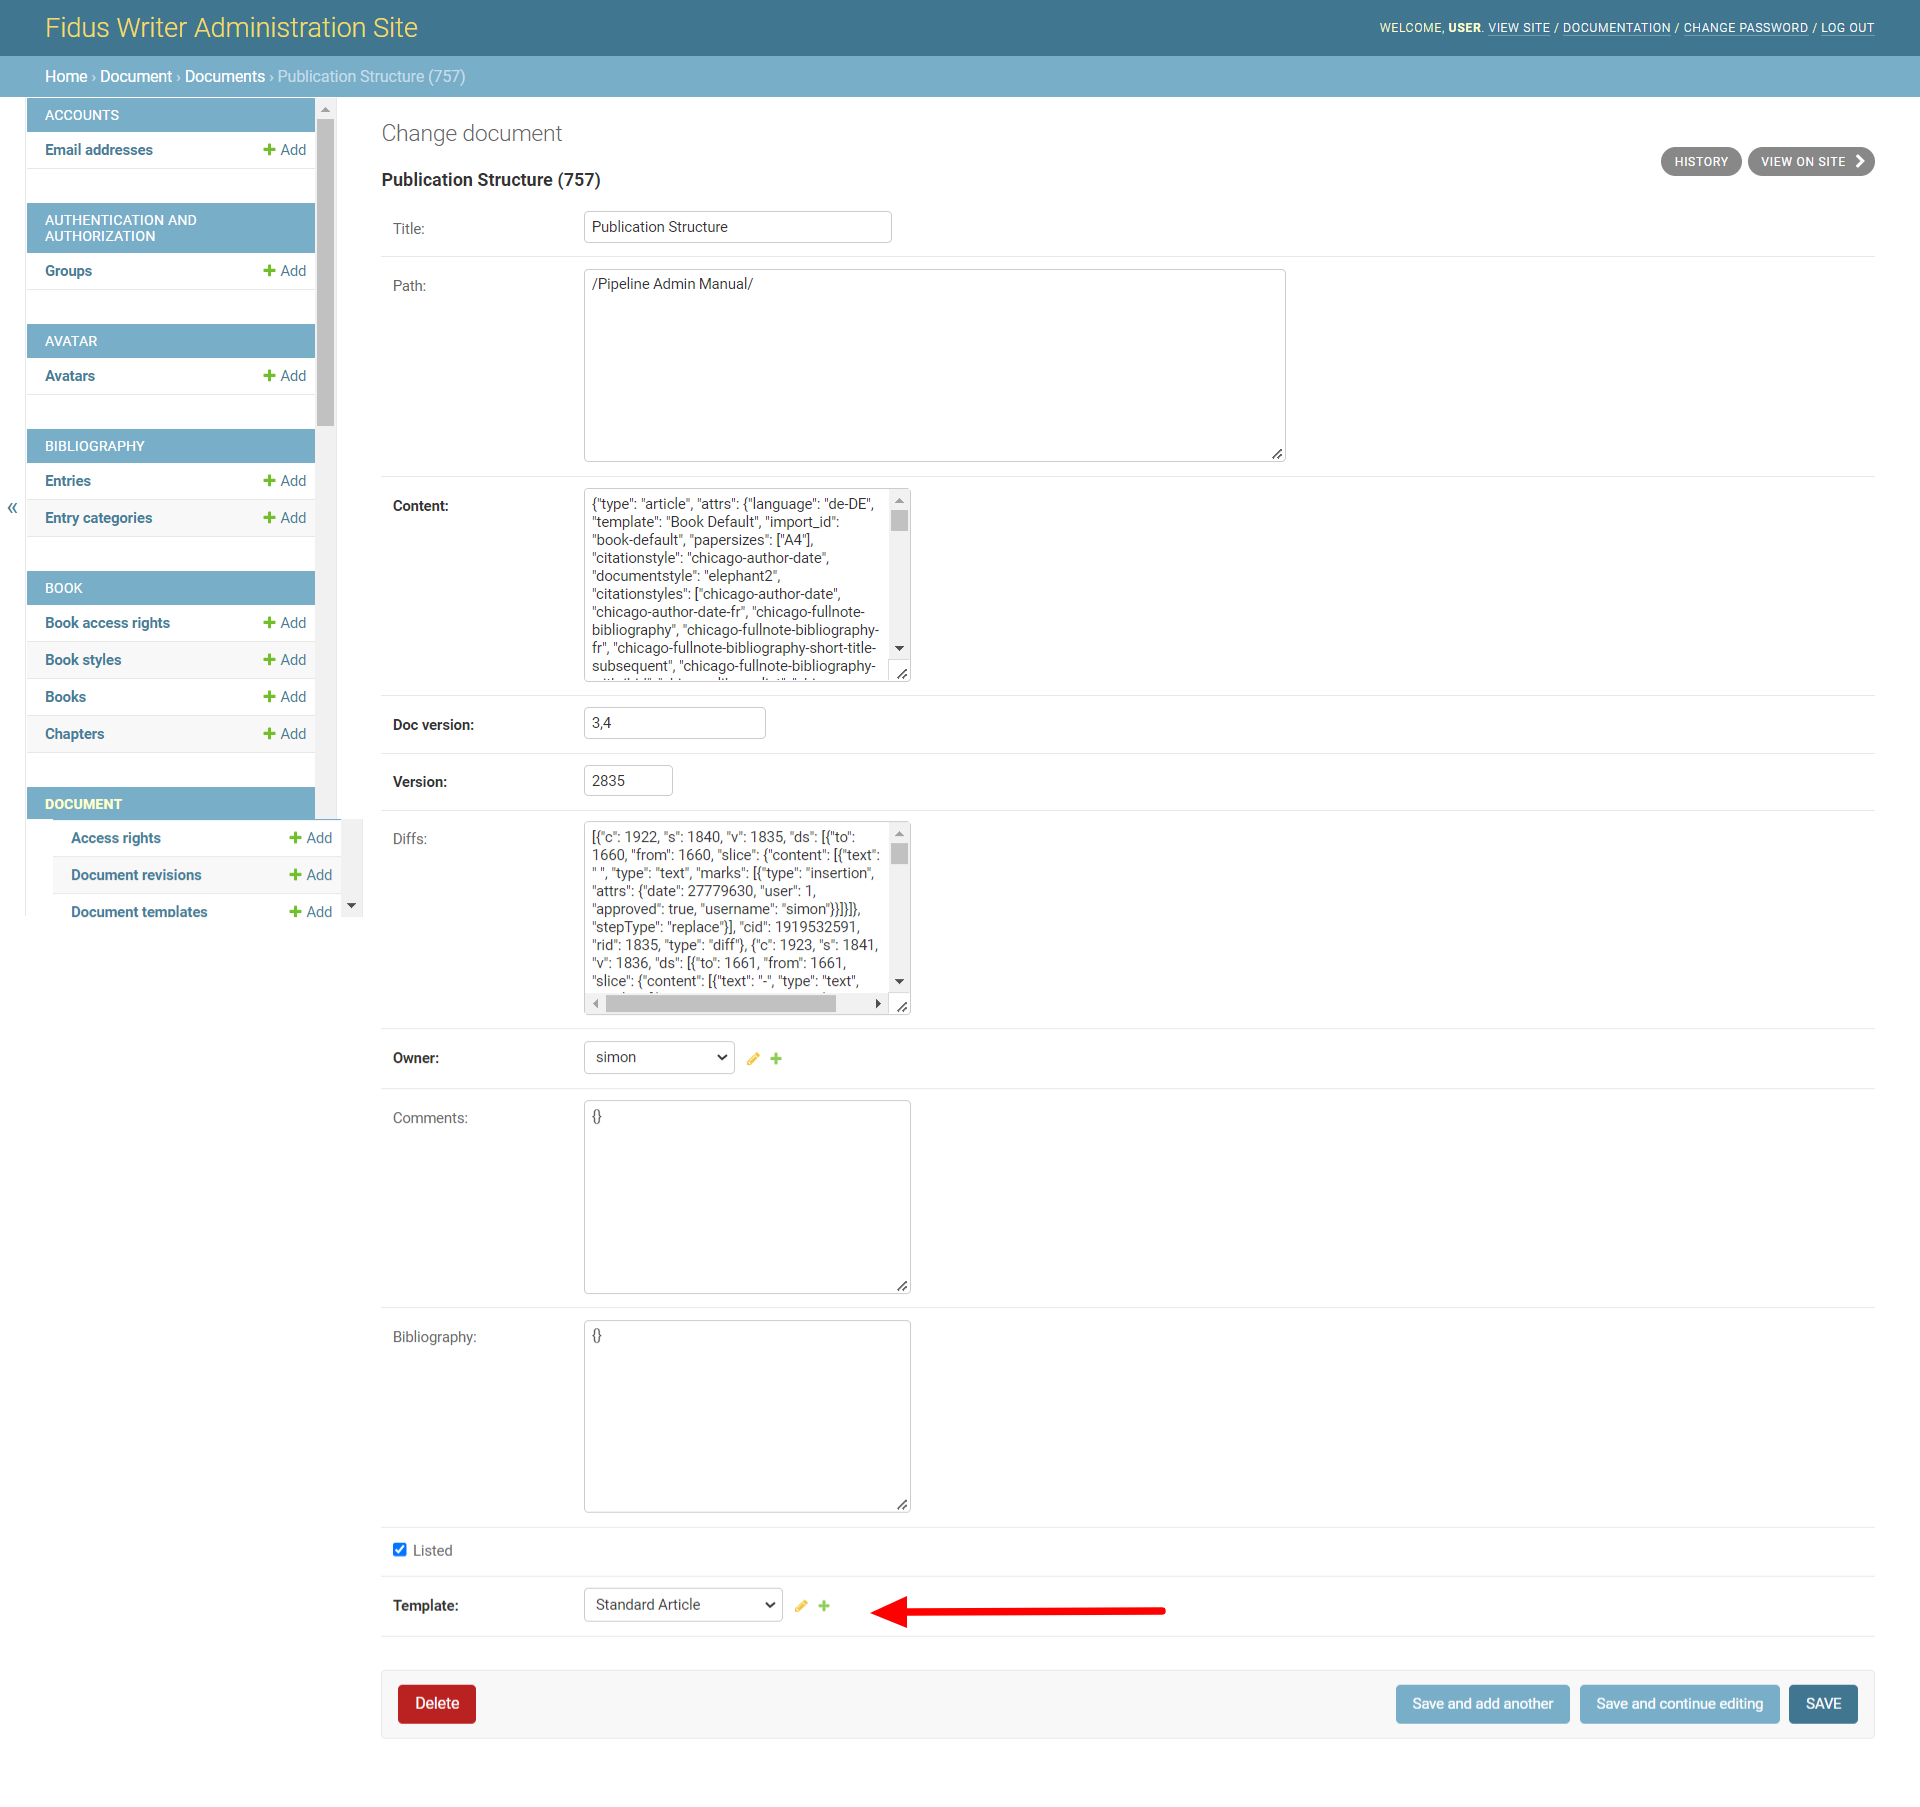 Fidus Writer Administration Site
WELCOME, USER. VIEW SITE / DOCUMENTATION / CHANGE PASSWORD / LOG OUT
Home › Document › Documents › Publication Structure (757)
«
ACCOUNTS
Email addresses Add
AUTHENTICATION AND
AUTHORIZATION
Groups Add
AVATAR
Avatars Add
BIBLIOGRAPHY
Entries Add
Entry categories Add
BOOK
Book access rights Add
Book styles Add
Books Add
Chapters Add
DOCUMENT
Access rights Add
Document revisions Add
Document templates Add
Change document
HISTORY
VIEW ON SITE
Publication Structure (757)
Title: Publication Structure
Path: /Pipeline Admin Manual/
Content:
{"type": "article", "attrs": {"language": "de-DE",
"template": "Book Default", "import_id":
"book-default", "papersizes": ["A4"],
"citationstyle": "chicago-author-date",
"documentstyle": "elephant2",
"citationstyles": ["chicago-author-date",
"chicago-author-date-fr", "chicago-fullnote-
bibliography", "chicago-fullnote-bibliography-
fr", "chicago-fullnote-bibliography-short-title-
subsequent", "chicago-fullnote-bibliography-
Doc version: 3,4
Version: 2835
Diffs:
[{"c": 1922, "s": 1840, "v": 1835, "ds": [{"to":
1660, "from": 1660, "slice": {"content": [{"text":
" ", "type": "text", "marks": [{"type": "insertion",
"attrs": {"date": 27779630, "user": 1,
"approved": true, "username": "simon"}}]}]},
"stepType": "replace"}], "cid": 1919532591,
"rid": 1835, "type": "diff"}, {"c": 1923, "s": 1841,
"v": 1836, "ds": [{"to": 1661, "from": 1661,
"slice": {"content": [{"text": "-", "type": "text",
Owner: simon
Comments: {}
Bibliography: {}
Listed
Template: Standard Article
Delete
Save and add another
Save and continue editing
SAVE